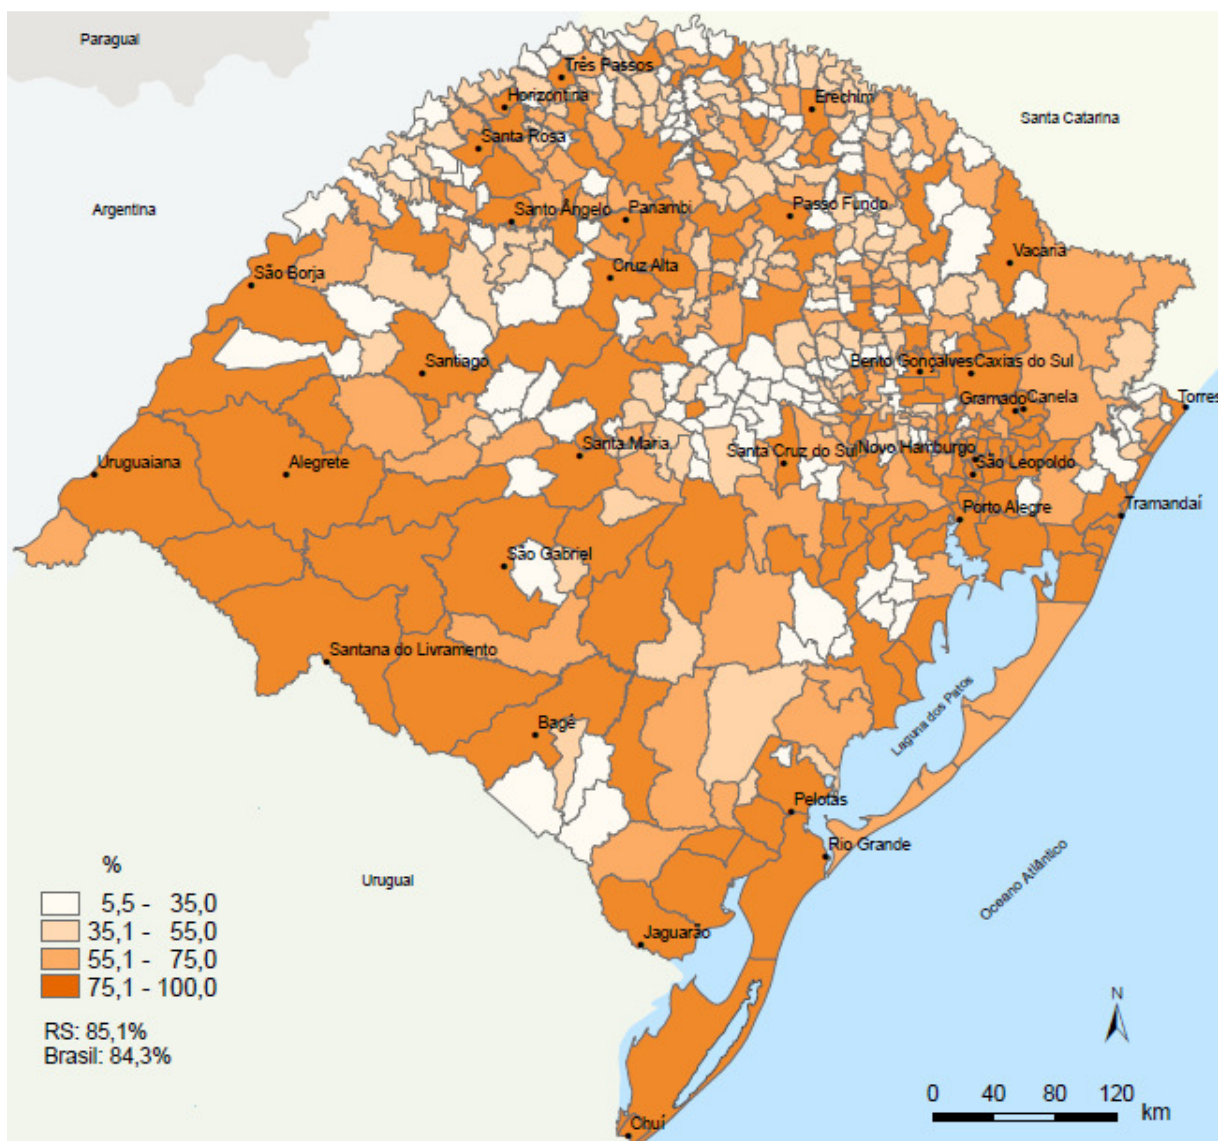 Paraguai
Três Passos
Horizontina
Erechim
Santa Catarina
Santa Rosa
Argentina
Santo Ângelo
Panambi
Passo Fundo
Vacaria
São Borja
Cruz Alta
Santiago
Bento Gonçalves
Caxias do Sul
Gramado
Canela
Torres
Santa Maria
Santa Cruz do Sul
Novo Hamburgo
Uruguaiana
Alegrete
São Leopoldo
Porto Alegre
Tramandaí
São Gabriel
Santana do Livramento
Laguna dos Patos
Bagé
Pelotas
Rio Grande
Oceano Atlântico
Uruguai
Jaguarão
%
5,5 - 35,0
35,1 - 55,0
55,1 - 75,0
75,1 - 100,0
RS: 85,1%
Brasil: 84,3%
N
0 40 80 120
km
Chuí